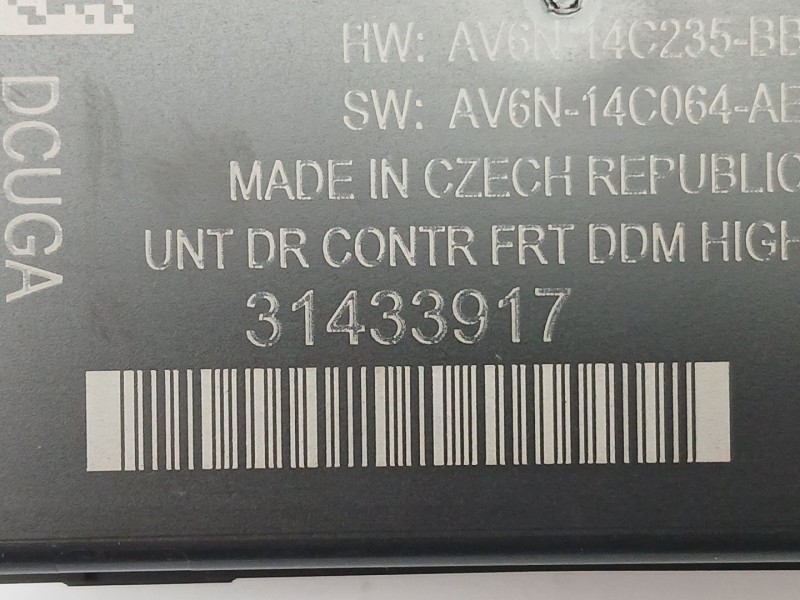 HW: AV6N-14C235-BB
SW: AV6N-14C064-AE
MADE IN CZECH REPUBLIC
UNT DR CONTR FRT DDM HIGH
31433917
DCUGA